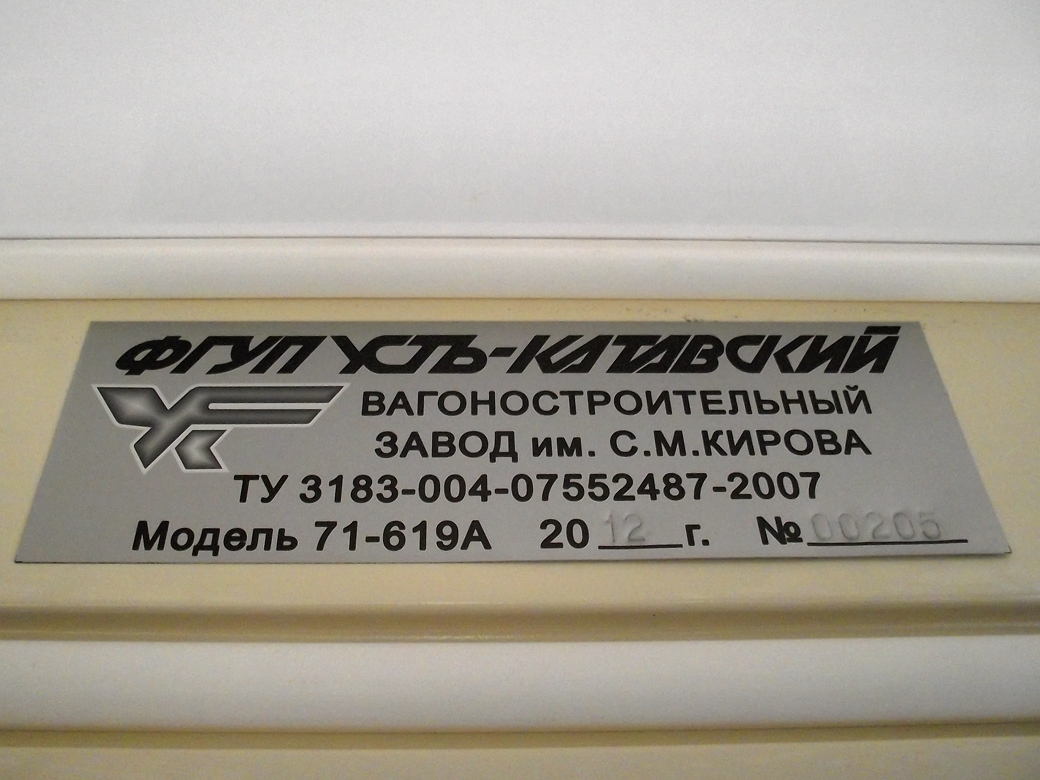 ФГУП УСТЬ-КАТАВСКИЙ
ВАГОНОСТРОИТЕЛЬНЫЙ
ЗАВОД им. С.М.КИРОВА
ТУ 3183-004-07552487-2007
Модель 71-619А 2012 г. №00205